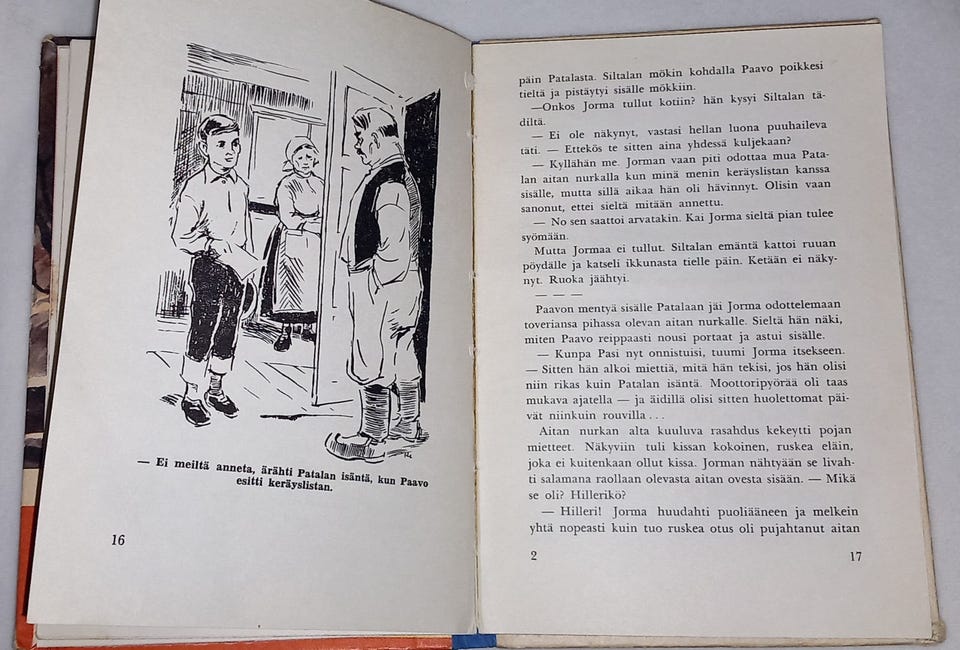 — Ei meiltä anneta, ärähti Patalan isäntä, kun Paavo
esitti keräyslistan.
16
päin Patalasta. Siltalan mökin kohdalla Paavo poikkesi
tieltä ja pistäytyi sisälle mökkiin.
—Onkos Jorma tullut kotiin? hän kysyi Siltalan tä-
diltä.
— Ei ole näkynyt, vastasi hellan luona puuhaileva
täti. — Ettekös te sitten aina yhdessä kuljekaan?
— Kyllähän me. Jorman vaan piti odottaa mua Pata-
lan aitan nurkalla kun minä menin keräyslistan kanssa
sisälle, mutta sillä aikaa hän oli hävinnyt. Olisin vaan
sanonut, ettei sieltä mitään annettu.
— No sen saattoi arvatakin. Kai Jorma sieltä pian tulee
syömään.
Mutta Jormaa ei tullut. Siltalan emäntä kattoi ruuan
pöydälle ja katseli ikkunasta tielle päin. Ketään ei näky-
nyt. Ruoka jäähtyi.
— — —
Paavon mentyä sisälle Patalaan jäi Jorma odottelemaan
toveriansa pihassa olevan aitan nurkalle. Sieltä hän näki,
miten Paavo reippaasti nousi portaat ja astui sisälle.
— Kunpa Pasi nyt onnistuisi, tuumi Jorma itsekseen.
— Sitten hän alkoi miettiä, mitä hän tekisi, jos hän olisi
niin rikas kuin Patalan isäntä. Moottoripyörää oli taas
mukava ajatella — ja äidillä olisi sitten huolettomat päi-
vät niinkuin rouvilla ...
Aitan nurkan alta kuuluva rasahdus kekeytti pojan
mietteet. Näkyviin tuli kissan kokoinen, ruskea eläin,
joka ei kuitenkaan ollut kissa. Jorman nähtyään se livah-
ti salamana raollaan olevasta aitan ovesta sisään. — Mikä
se oli? Hillerikö?
— Hilleri! Jorma huudahti puoliääneen ja melkein
yhtä nopeasti kuin tuo ruskea otus oli pujahtanut aitan
2
17